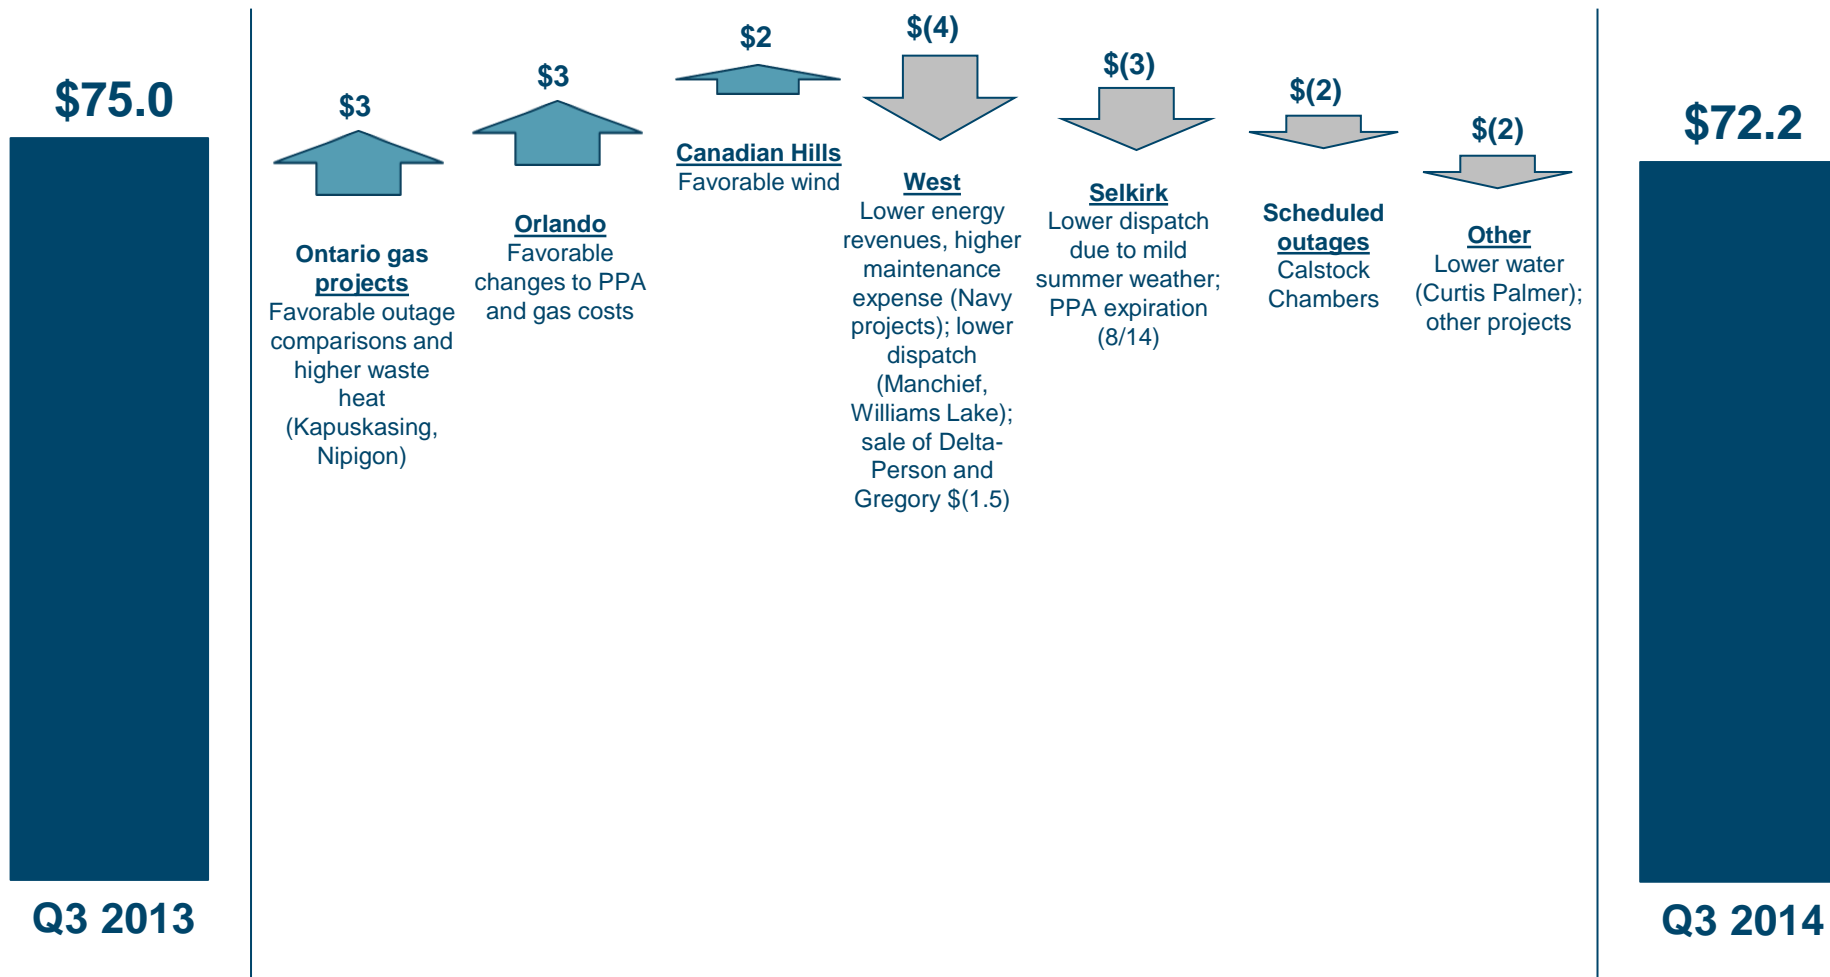 $75.0
Q3 2013
$3
Ontario gas
projects
Favorable outage
comparisons and
higher waste
heat
(Kapuskasing,
Nipigon)
$3
Orlando
Favorable
changes to PPA
and gas costs
$2
Canadian Hills
Favorable wind
$(4)
West
Lower energy
revenues, higher
maintenance
expense (Navy
projects); lower
dispatch
(Manchief,
Williams Lake);
sale of Delta-
Person and
Gregory $(1.5)
$(3)
Selkirk
Lower dispatch
due to mild
summer weather;
PPA expiration
(8/14)
$(2)
Scheduled
outages
Calstock
Chambers
$(2)
Other
Lower water
(Curtis Palmer);
other projects
$72.2
Q3 2014